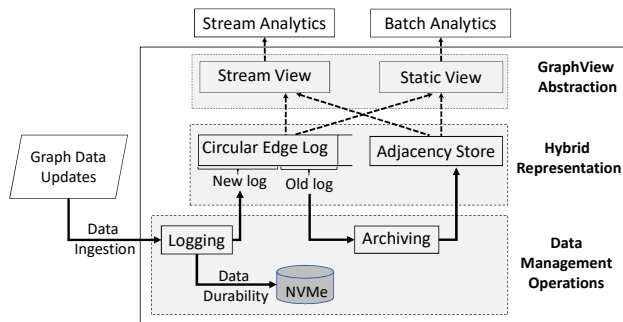 Stream Analytics
Batch Analytics
Stream View
Static View
GraphView
Abstraction
Circular Edge Log
Adjacency Store
Hybrid
Representation
New log
Old log
Graph Data
Updates
Data
Ingestion
Logging
Archiving
Data
Durability
NVMe
Data
Management
Operations